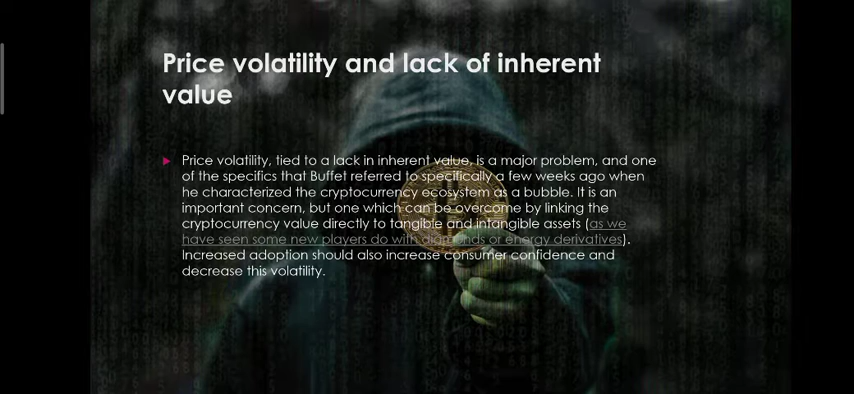 Price volatility and lack of inherent
value
Price volatility, tied to a lack in inherent value, is a major problem, and one
of the specifics that Buffet referred to specifically a few weeks ago when
he characterized the cryptocurrency ecosystem as a bubble. It is an
important concern, but one which can be overcome by linking the
cryptocurrency value directly to tangible and intangible assets (as we
have seen some new players do with diamonds or energy derivatives).
Increased adoption should also increase consumer confidence and
decrease this volatility.